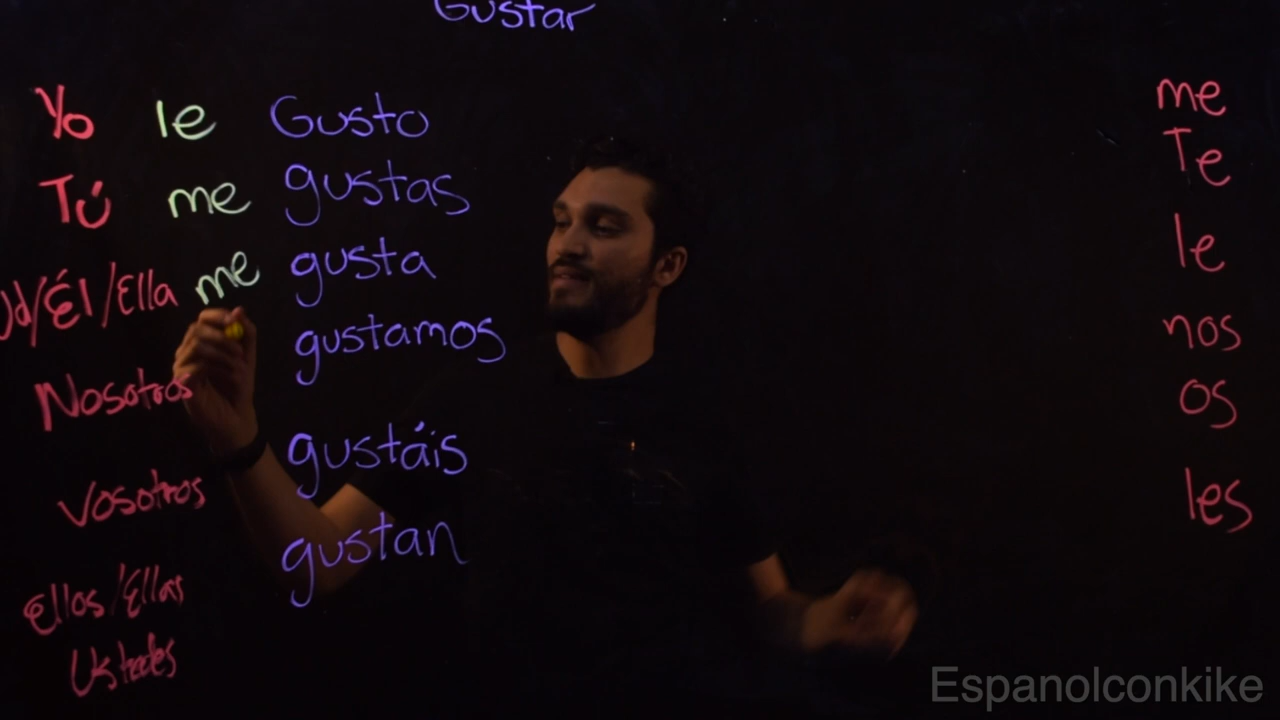 Gustar
Yo le Gusto
Tú me gustas
Ud/Él/Ella me gusta
Nosotros gustamos
Vosotros gustáis
Ellos/Ellas gustan
Ustedes
me
Te
le
nos
os
les
Espanolconkike